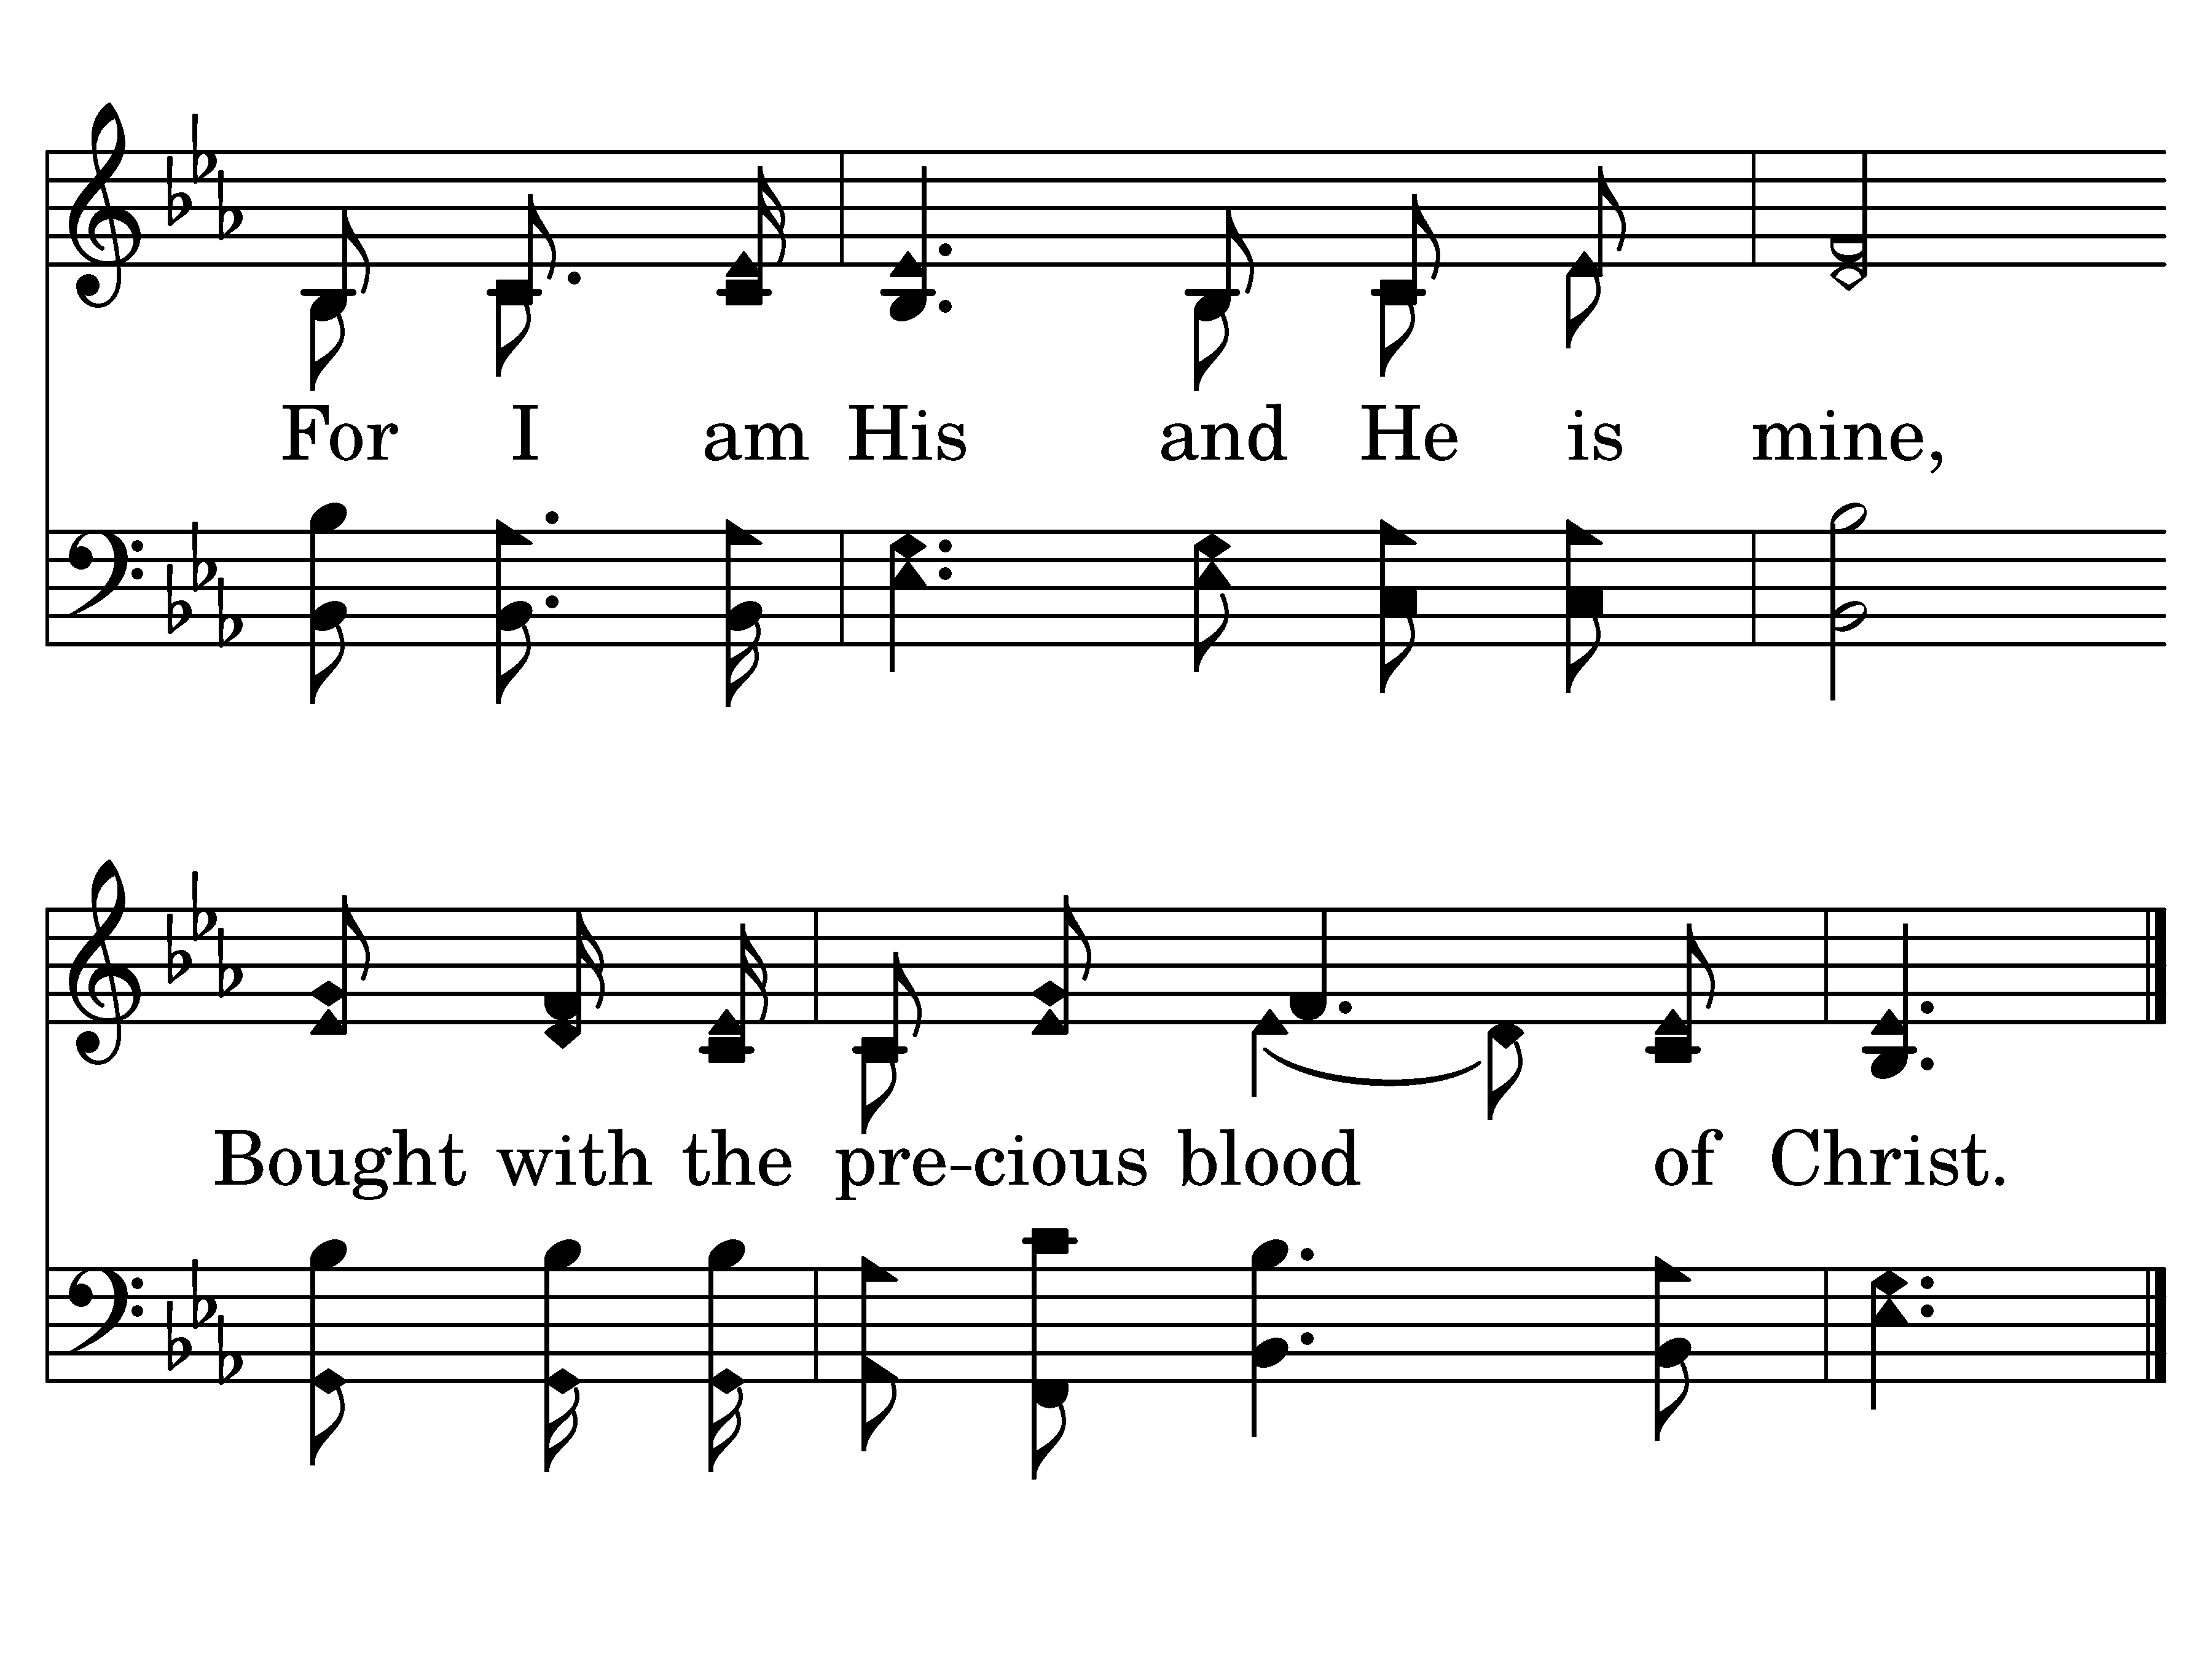 For I am His and He is mine,
Bought with the pre-cious blood of Christ.